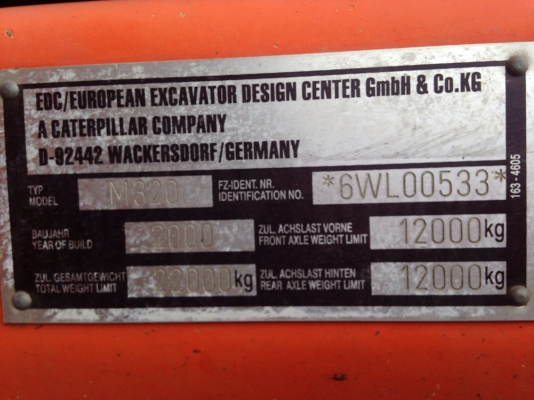 EDC/EUROPEAN EXCAVATOR DESIGN CENTER GmbH & Co.KG
A CATERPILLAR COMPANY
D-92442 WACKERSDORF/GERMANY
TYP
MODEL
M320
FZ-IDENT. NR.
IDENTIFICATION NO.
*6WL00533*
BAUJAHR
YEAR OF BUILD
2000
ZUL. ACHSLAST VORNE
FRONT AXLE WEIGHT LIMIT
12000kg
ZUL. GESAMTGEWICHT
TOTAL WEIGHT LIMIT
22000kg
ZUL. ACHSLAST HINTEN
REAR AXLE WEIGHT LIMIT
12000kg
163-4605